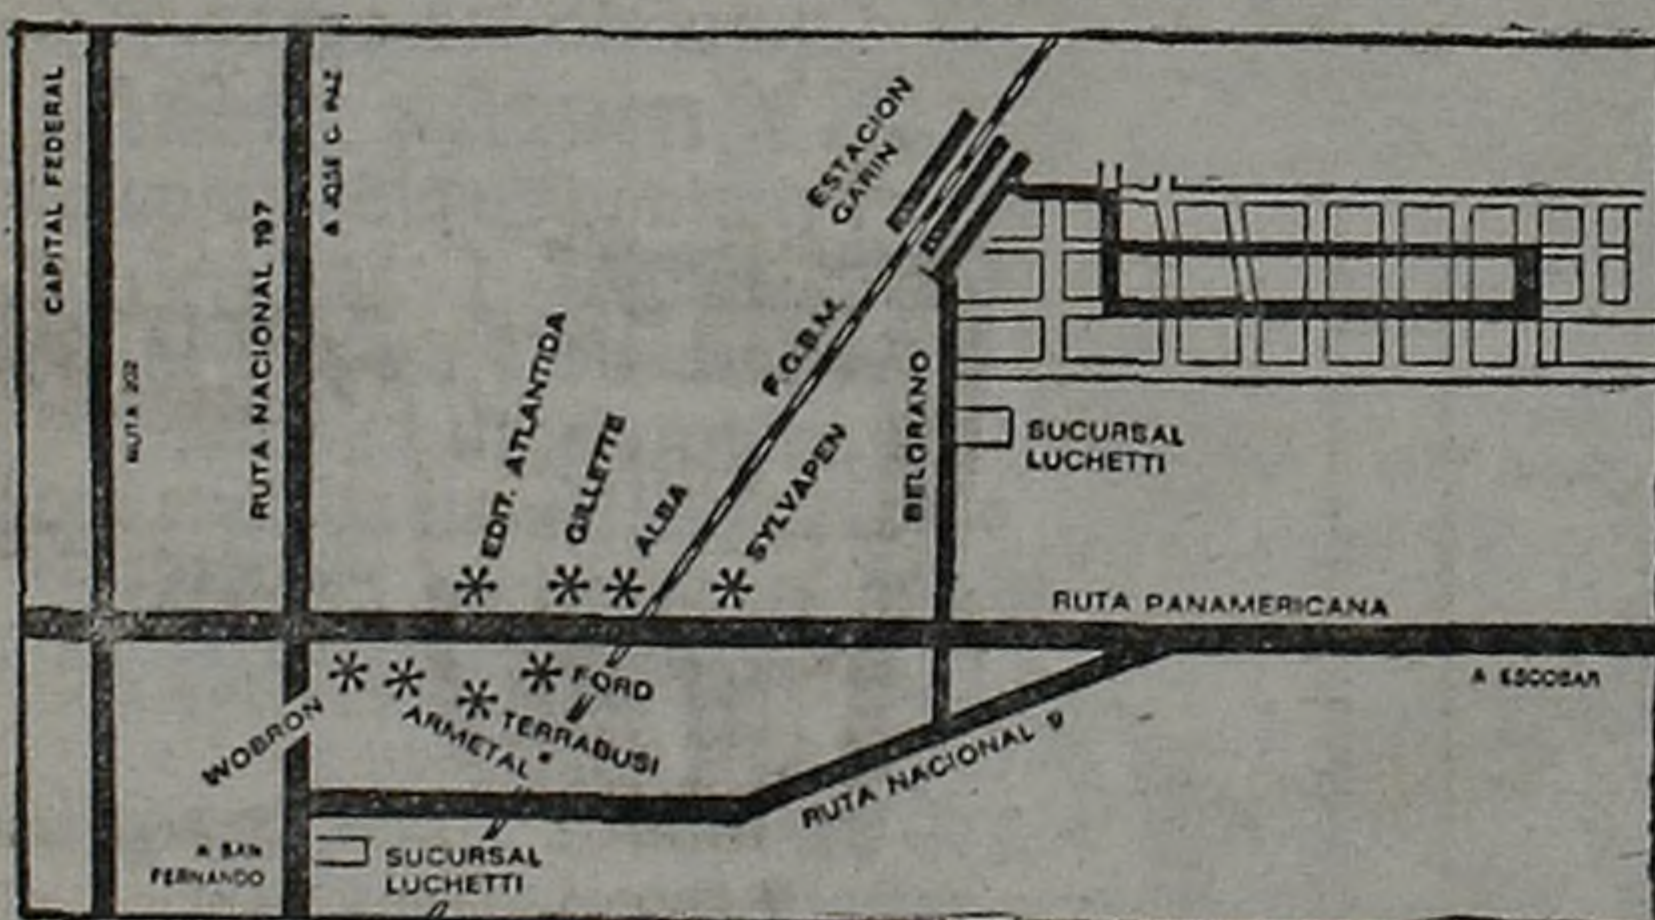 CAPITAL FEDERAL
RUTA 202
RUTA NACIONAL 197
A JOSE C. PAZ
ESTACION
GARIN
F.G.B.M.
EDIT. ATLANTIDA
GILLETTE
ALBA
SYLVAPEN
BELGRANO
SUCURSAL
LUCHETTI
RUTA PANAMERICANA
A ESCOBAR
WOBRON
ARMETAL
TERRABUSI
FORD
RUTA NACIONAL 9
A SAN
FERNANDO
SUCURSAL
LUCHETTI